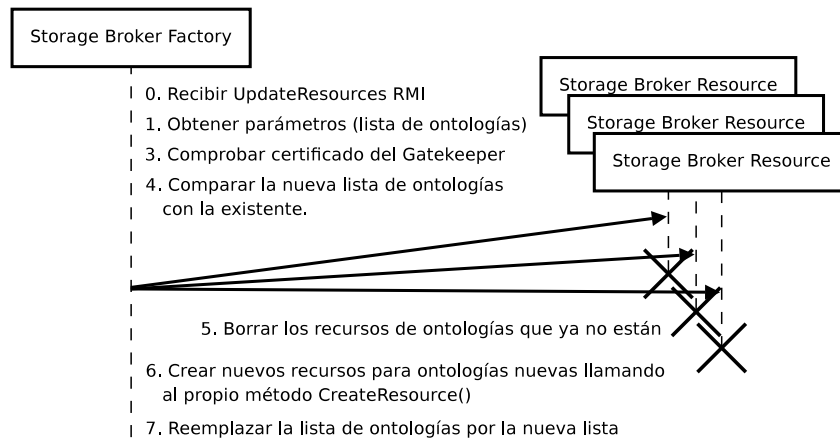 Storage Broker Factory
Storage Broker Resource
Storage Broker Resource
Storage Broker Resource
0. Recibir UpdateResources RMI
1. Obtener parámetros (lista de ontologías)
3. Comprobar certificado del Gatekeeper
4. Comparar la nueva lista de ontologías
con la existente.
5. Borrar los recursos de ontologías que ya no están
6. Crear nuevos recursos para ontologías nuevas llamando
al propio método CreateResource()
7. Reemplazar la lista de ontologías por la nueva lista